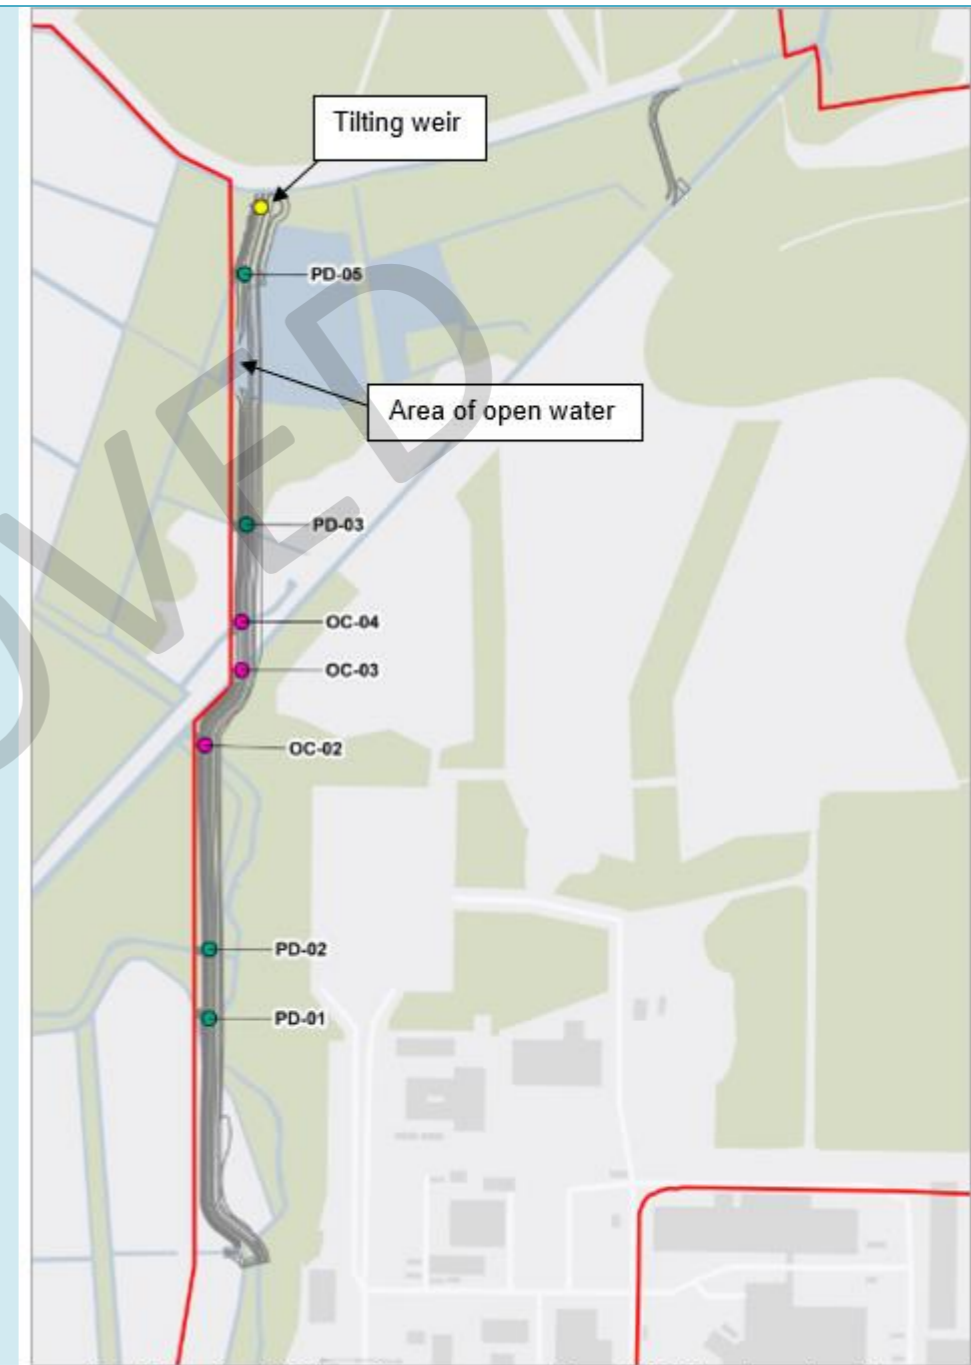 Tilting weir
PD-05
Area of open water
PD-03
OC-04
OC-03
OC-02
PD-02
PD-01
OVED